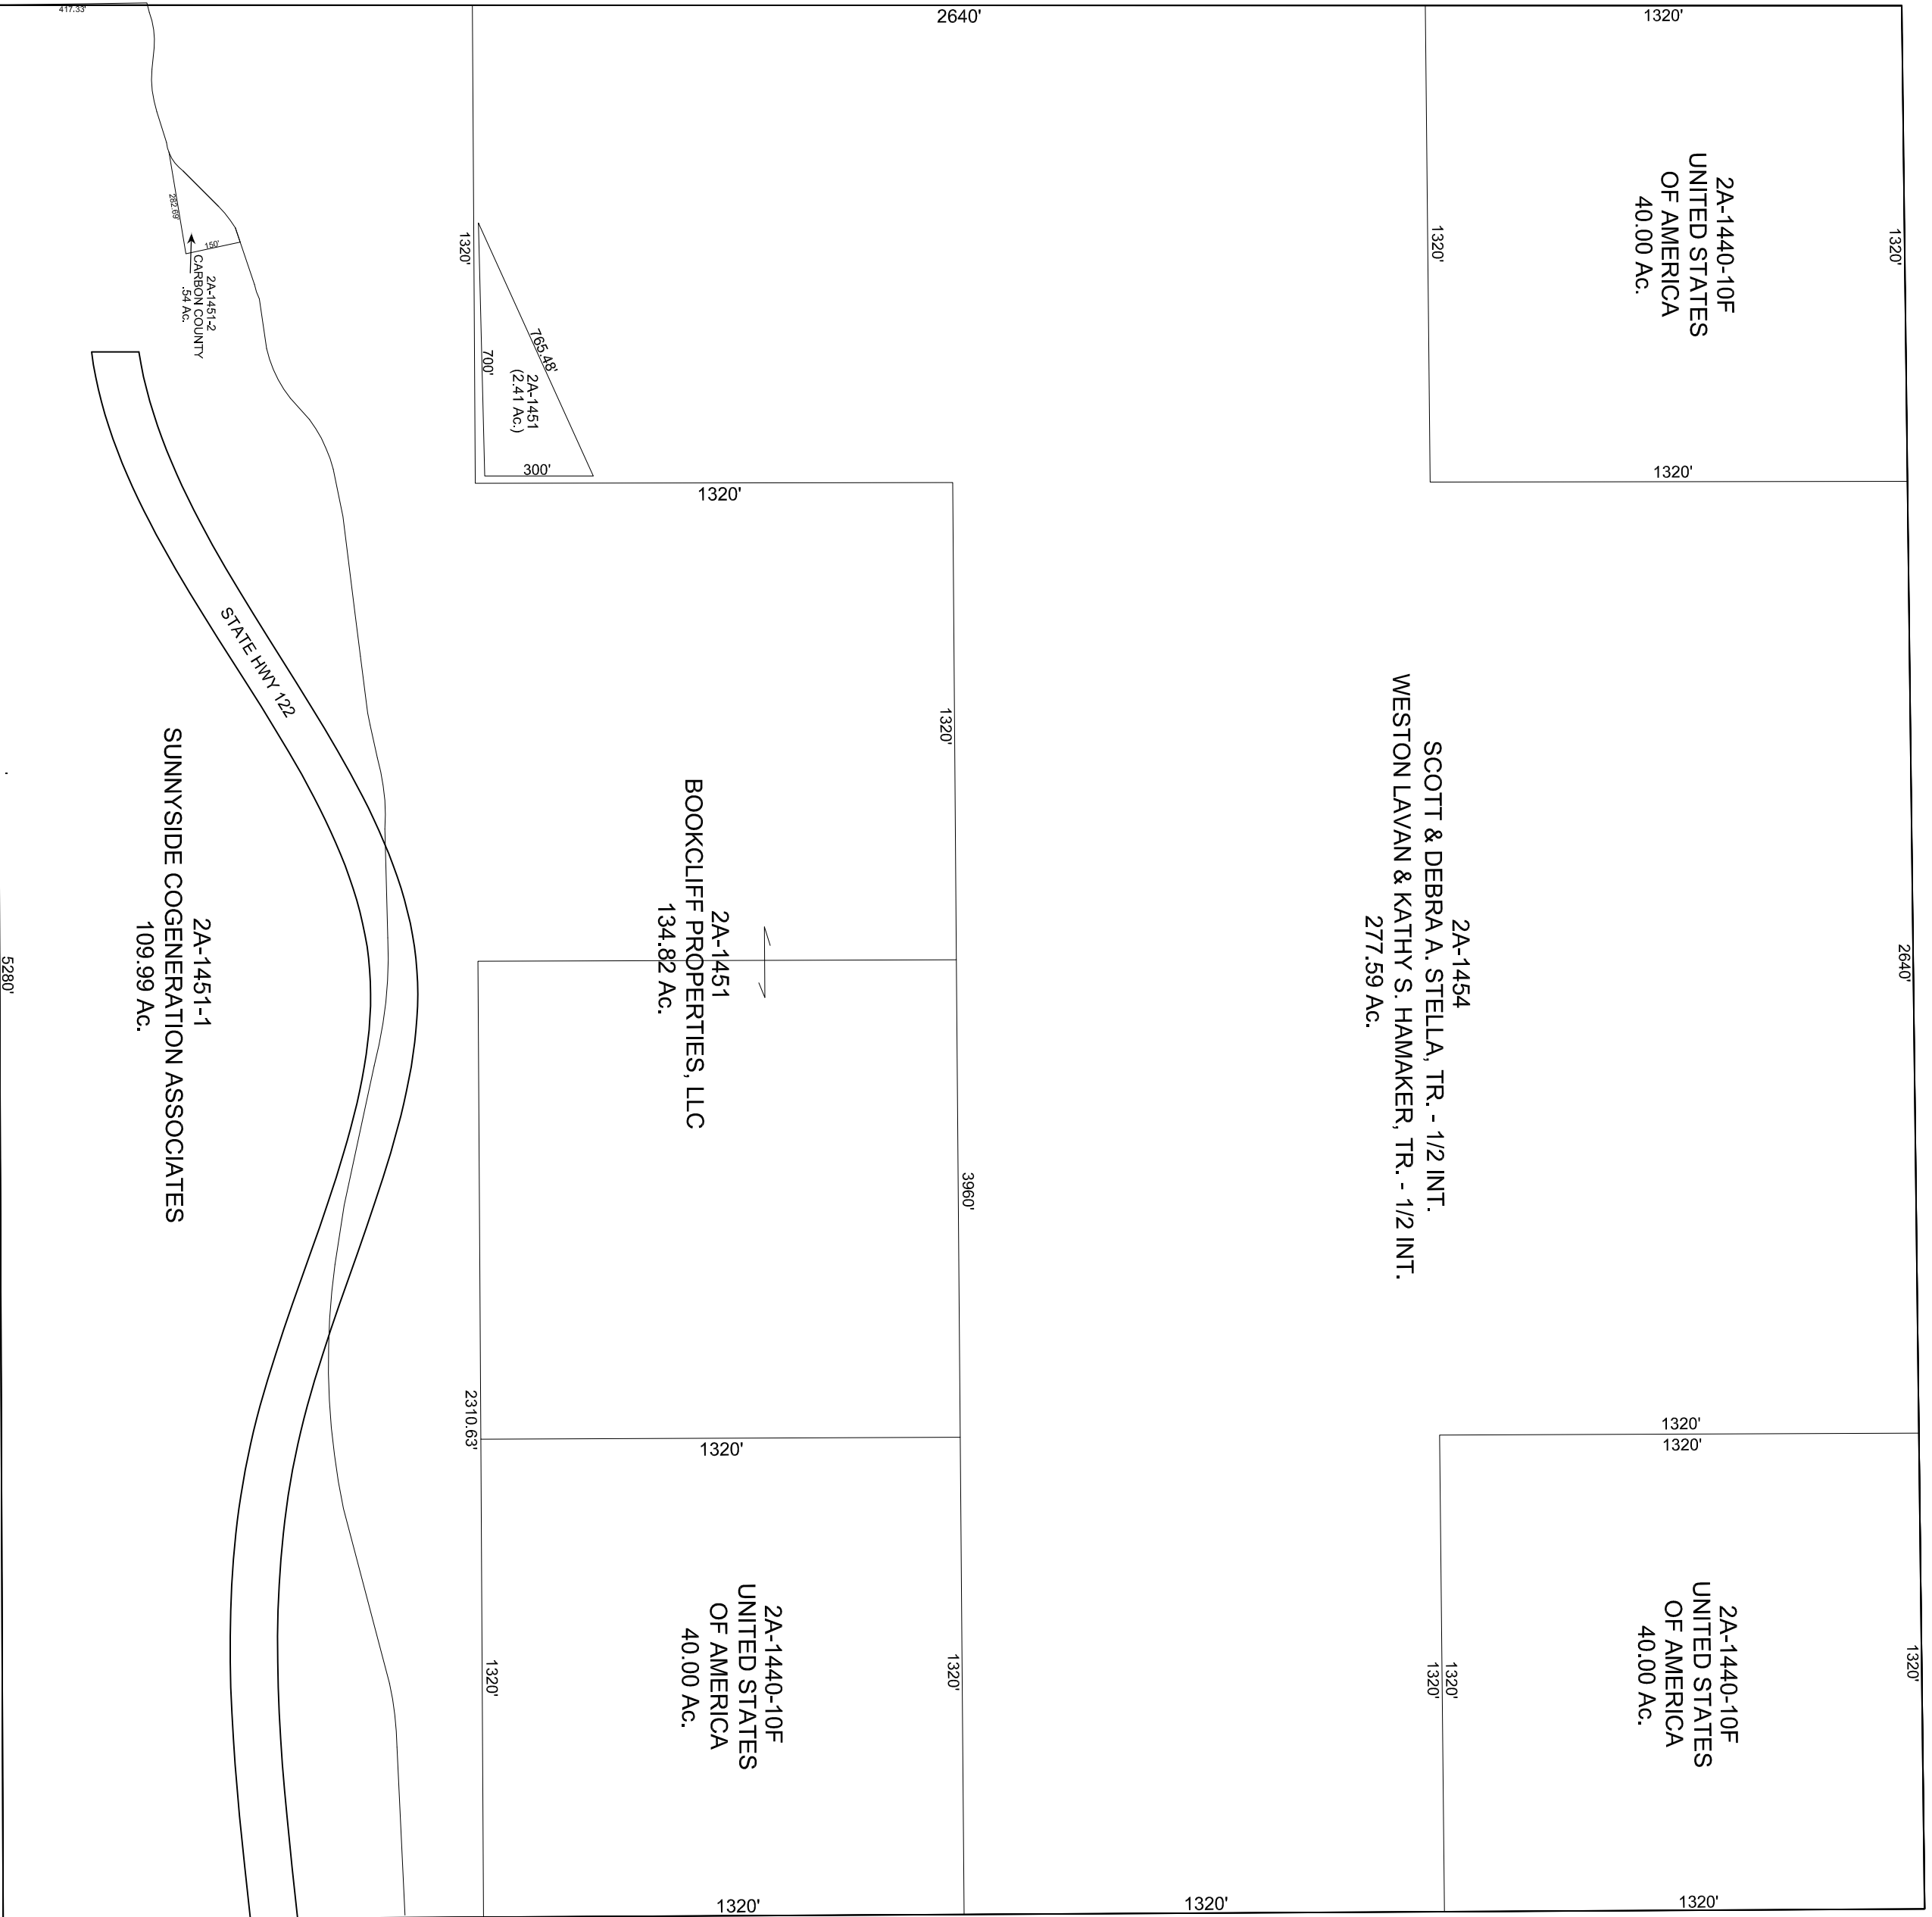 417.33'
2640'
1320'
1320'
1320'
1320'
1320'
2A-1440-10F
UNITED STATES
OF AMERICA
40.00 Ac.
282.69'
150'
2A-1451-2
CARBON COUNTY
.54 Ac.
1320'
765.48'
700'
2A-1451
(2.41 Ac.)
300'
1320'
1320'
STATE HWY 122
2A-1454
SCOTT & DEBRA A. STELLA, TR. - 1/2 INT.
WESTON LAVAN & KATHY S. HAMAKER, TR. - 1/2 INT.
277.59 Ac.
2640'
2A-1451
BOOKCLIFF PROPERTIES, LLC
134.82 Ac.
2A-1451-1
SUNNYSIDE COGENERATION ASSOCIATES
109.99 Ac.
5280'
3960'
2310.63'
1320'
1320'
1320'
2A-1440-10F
UNITED STATES
OF AMERICA
40.00 Ac.
1320'
1320'
1320'
1320'
2A-1440-10F
UNITED STATES
OF AMERICA
40.00 Ac.
1320'
1320'
1320'
1320'
1320'